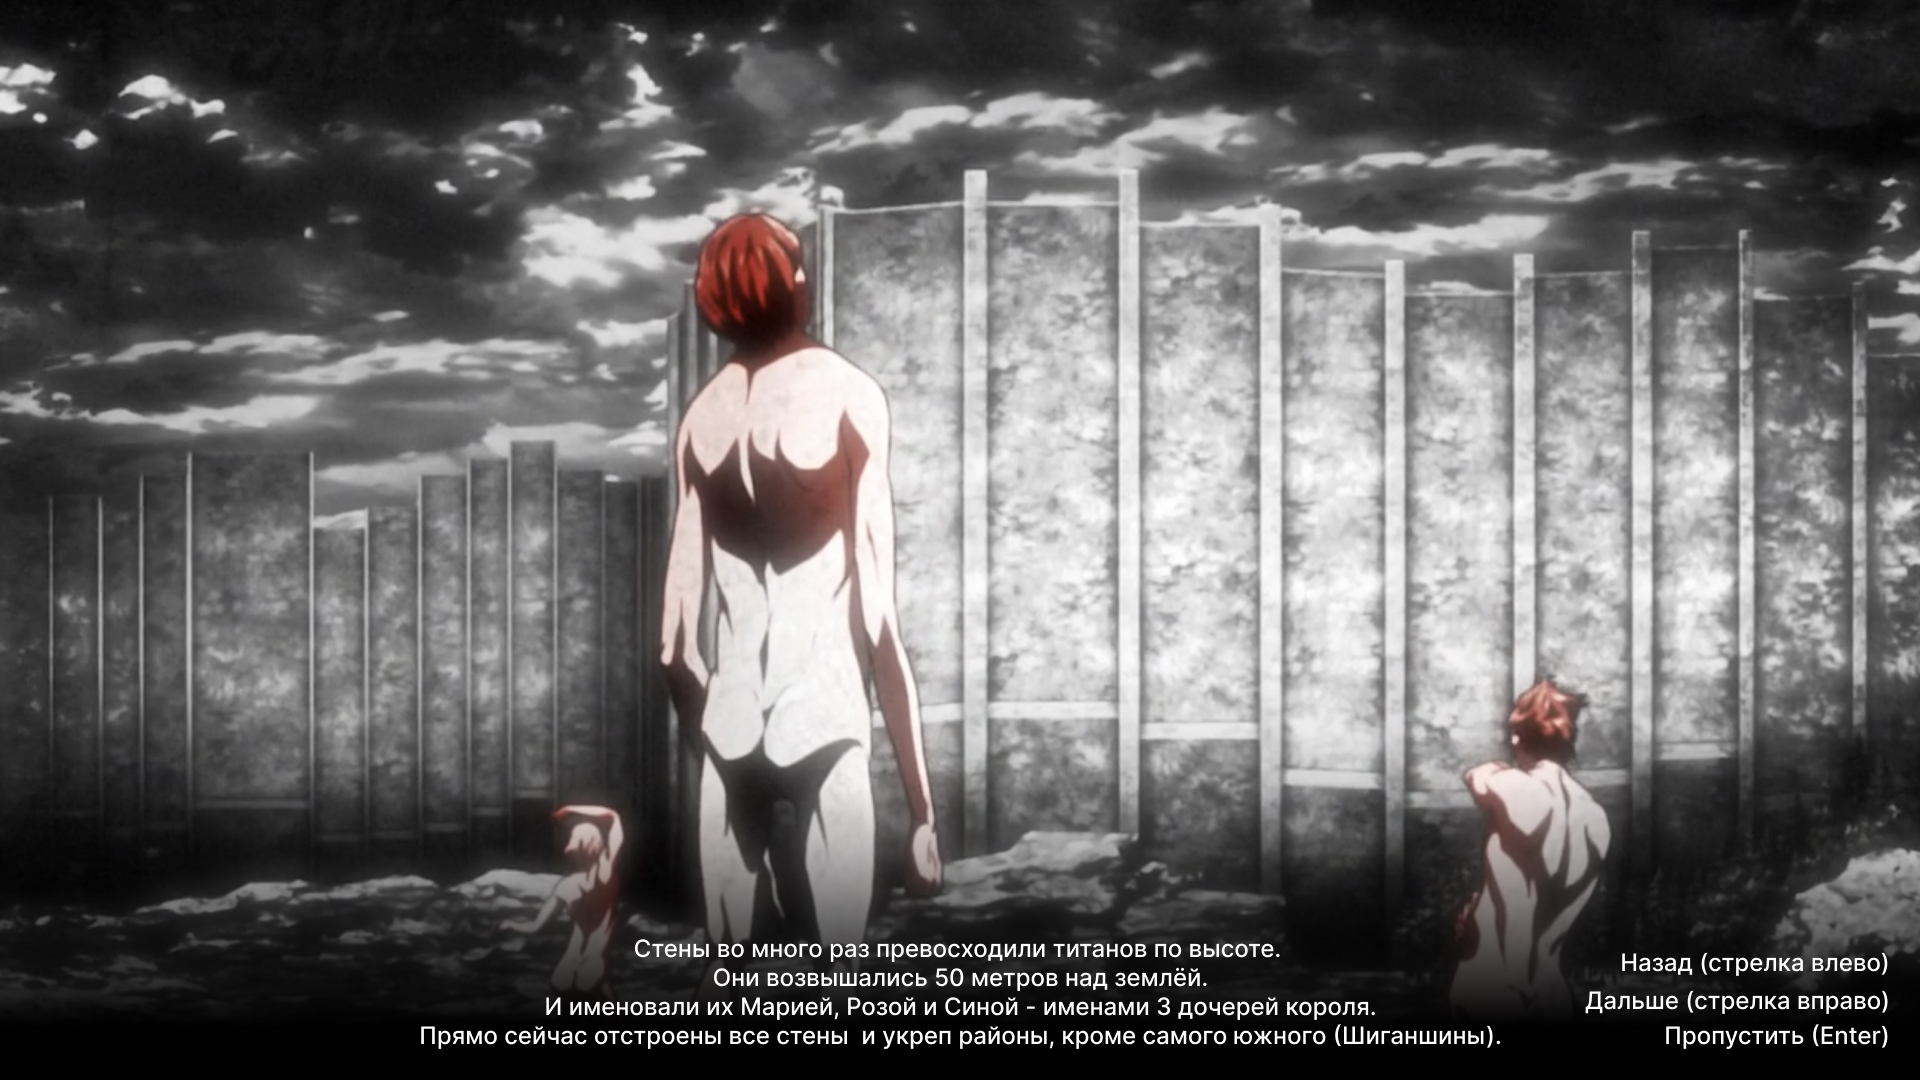 Стены во много раз превосходили титанов по высоте.
Они возвышались 50 метров над землёй.
И именовали их Марией, Розой и Синой - именами 3 дочерей короля.
Прямо сейчас отстроены все стены  и укреп районы, кроме самого южного (Шиганшины).
Назад (стрелка влево)
Дальше (стрелка вправо)
Пропустить (Enter)